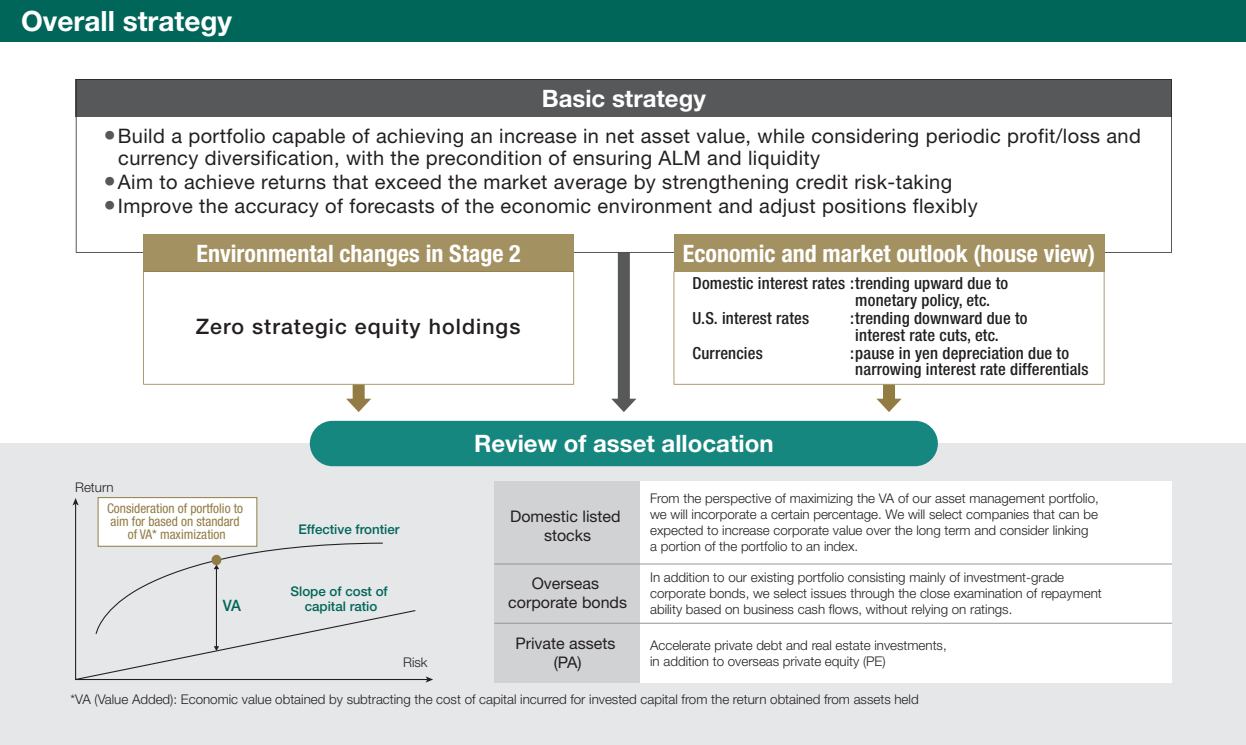 Overall strategy
Basic strategy
●Build a portfolio capable of achieving an increase in net asset value, while considering periodic profit/loss and
currency diversification, with the precondition of ensuring ALM and liquidity
●Aim to achieve returns that exceed the market average by strengthening credit risk-taking
●Improve the accuracy of forecasts of the economic environment and adjust positions flexibly
Environmental changes in Stage 2
Zero strategic equity holdings
Economic and market outlook (house view)
Domestic interest rates :trending upward due to
monetary policy, etc.
U.S. interest rates :trending downward due to
interest rate cuts, etc.
Currencies :pause in yen depreciation due to
narrowing interest rate differentials
Review of asset allocation
Return
Consideration of portfolio to
aim for based on standard
of VA* maximization
Effective frontier
VA
Slope of cost of
capital ratio
Risk
Domestic listed
stocks
From the perspective of maximizing the VA of our asset management portfolio,
we will incorporate a certain percentage. We will select companies that can be
expected to increase corporate value over the long term and consider linking
a portion of the portfolio to an index.
Overseas
corporate bonds
In addition to our existing portfolio consisting mainly of investment-grade
corporate bonds, we select issues through the close examination of repayment
ability based on business cash flows, without relying on ratings.
Private assets
(PA)
Accelerate private debt and real estate investments,
in addition to overseas private equity (PE)
*VA (Value Added): Economic value obtained by subtracting the cost of capital incurred for invested capital from the return obtained from assets held